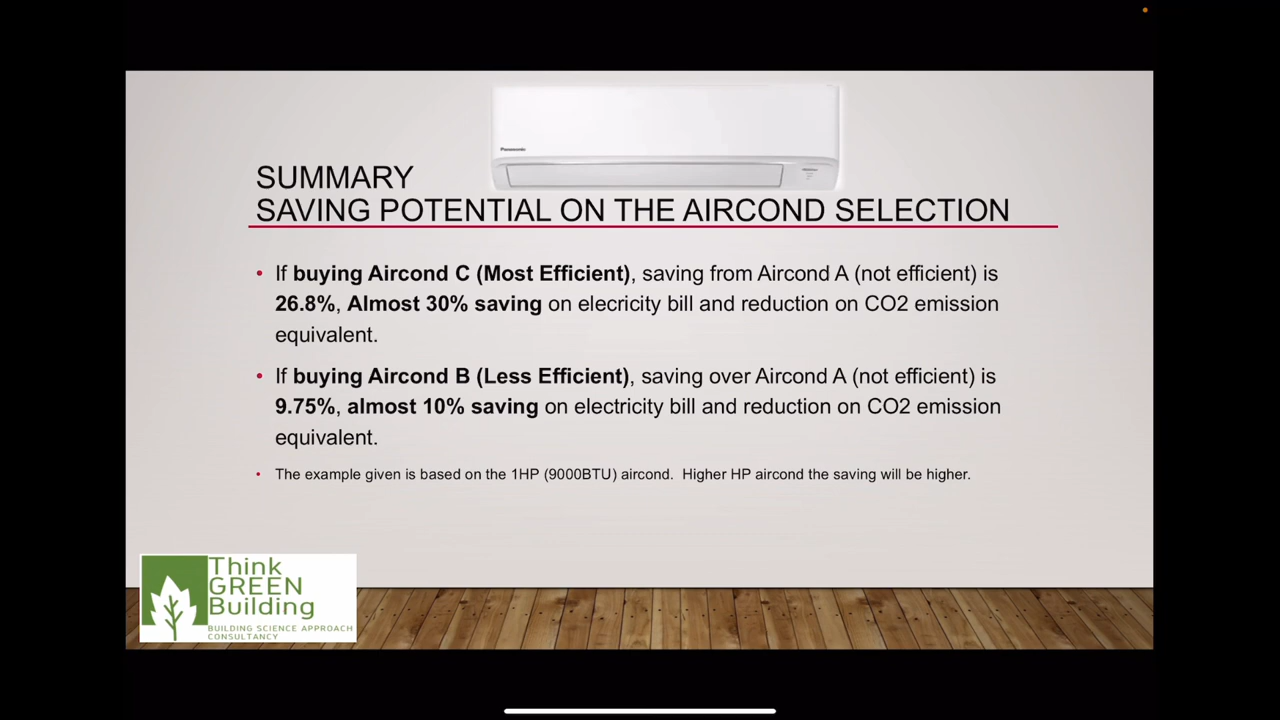 Panasonic
SUMMARY
SAVING POTENTIAL ON THE AIRCOND SELECTION
• If buying Aircond C (Most Efficient), saving from Aircond A (not efficient) is
26.8%, Almost 30% saving on elecricity bill and reduction on CO2 emission
equivalent.
• If buying Aircond B (Less Efficient), saving over Aircond A (not efficient) is
9.75%, almost 10% saving on electricity bill and reduction on CO2 emission
equivalent.
• The example given is based on the 1HP (9000BTU) aircond.  Higher HP aircond the saving will be higher.
Think
GREEN
Building
BUILDING SCIENCE APPROACH
CONSULTANCY